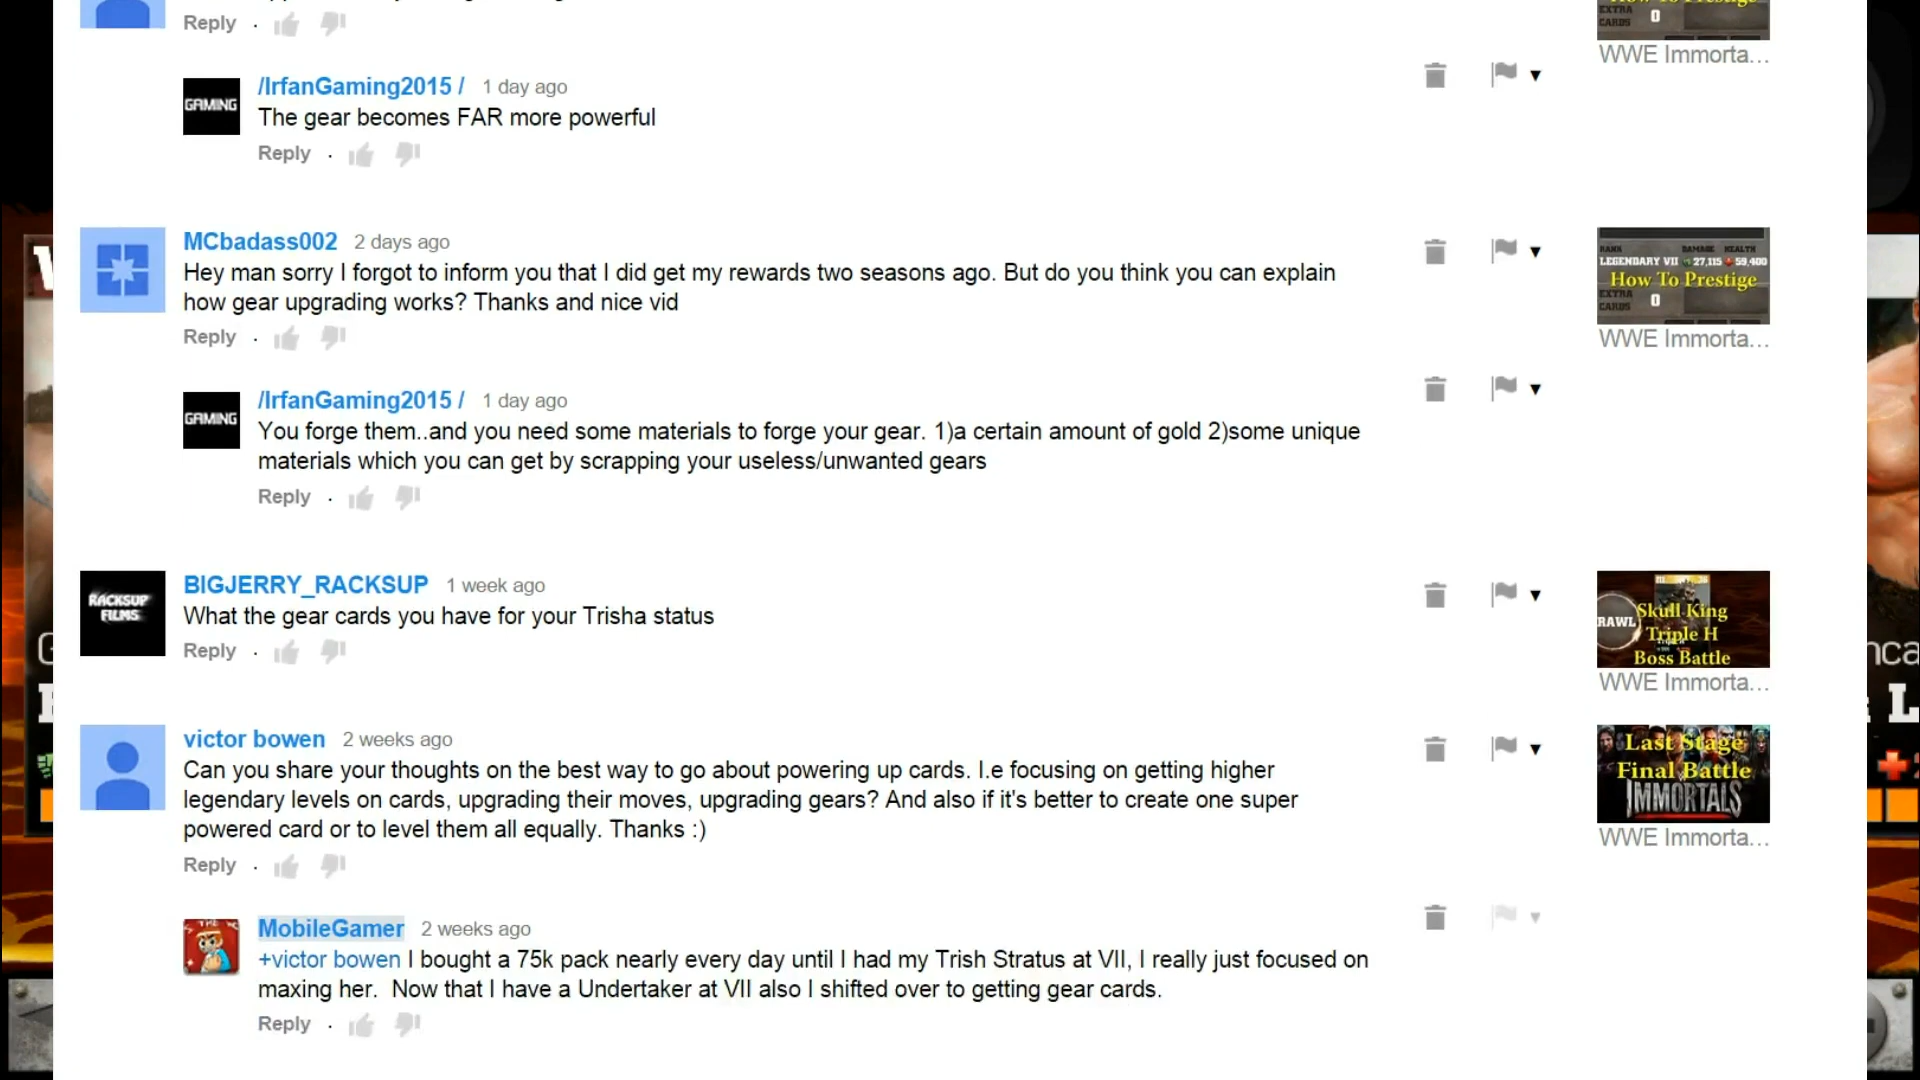 Reply .
EXTRA
CARDS 0
WWE Immorta...
/IrfanGaming2015 / 1 day ago
GAMING
The gear becomes FAR more powerful
Reply .
MCbadass002 2 days ago
Hey man sorry I forgot to inform you that I did get my rewards two seasons ago. But do you think you can explain
how gear upgrading works? Thanks and nice vid
Reply .
RANK DAMAGE HEALTH
LEGENDARY VII 27,115 59,400
How To Prestige
EXTRA
CARDS 0
WWE Immorta...
/IrfanGaming2015 / 1 day ago
GAMING
You forge them..and you need some materials to forge your gear. 1)a certain amount of gold 2)some unique
materials which you can get by scrapping your useless/unwanted gears
Reply .
BIGJERRY_RACKSUP 1 week ago
RACKSUP
FILMS
What the gear cards you have for your Trisha status
Reply .
Skull King
RAWL
Triple H
Boss Battle
WWE Immorta...
victor bowen 2 weeks ago
Can you share your thoughts on the best way to go about powering up cards. I.e focusing on getting higher
legendary levels on cards, upgrading their moves, upgrading gears? And also if it's better to create one super
powered card or to level them all equally. Thanks :)
Reply .
Last Stage
Final Battle
IMMORTALS
WWE Immorta...
MobileGamer 2 weeks ago
+victor bowen I bought a 75k pack nearly every day until I had my Trish Stratus at VII, I really just focused on
maxing her. Now that I have a Undertaker at VII also I shifted over to getting gear cards.
Reply .